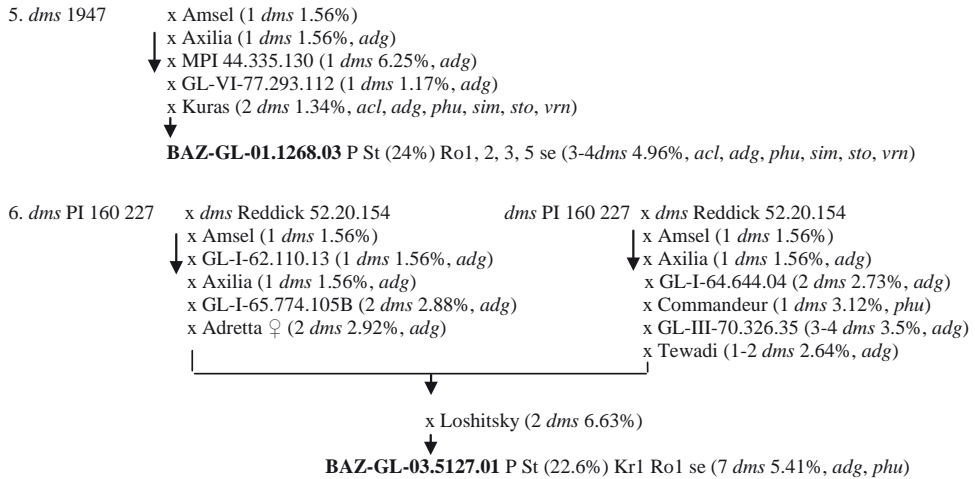 5. dms 1947 x Amsel (1 dms 1.56%)
x Axilia (1 dms 1.56%, adg)
x MPI 44.335.130 (1 dms 6.25%, adg)
x GL-VI-77.293.112 (1 dms 1.17%, adg)
x Kuras (2 dms 1.34%, acl, adg, phu, sim, sto, vrn)
BAZ-GL-01.1268.03 P St (24%) Ro1, 2, 3, 5 se (3-4dms 4.96%, acl, adg, phu, sim, sto, vrn)
6. dms PI 160 227 x dms Reddick 52.20.154
x Amsel (1 dms 1.56%)
x GL-I-62.110.13 (1 dms 1.56%, adg)
x Axilia (1 dms 1.56%, adg)
x GL-I-65.774.105B (2 dms 2.88%, adg)
x Adretta ♀ (2 dms 2.92%, adg)
dms PI 160 227 x dms Reddick 52.20.154
x Amsel (1 dms 1.56%)
x Axilia (1 dms 1.56%, adg)
x GL-I-64.644.04 (2 dms 2.73%, adg)
x Commandeur (1 dms 3.12%, phu)
x GL-III-70.326.35 (3-4 dms 3.5%, adg)
x Tewadi (1-2 dms 2.64%, adg)
x Loshitsky (2 dms 6.63%)
BAZ-GL-03.5127.01 P St (22.6%) Kr1 Ro1 se (7 dms 5.41%, adg, phu)